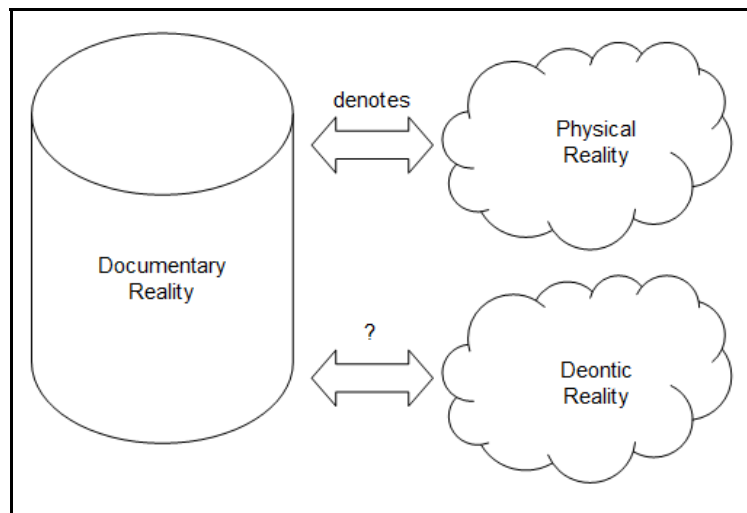 denotes
Physical
Reality
Documentary
Reality
?
Deontic
Reality